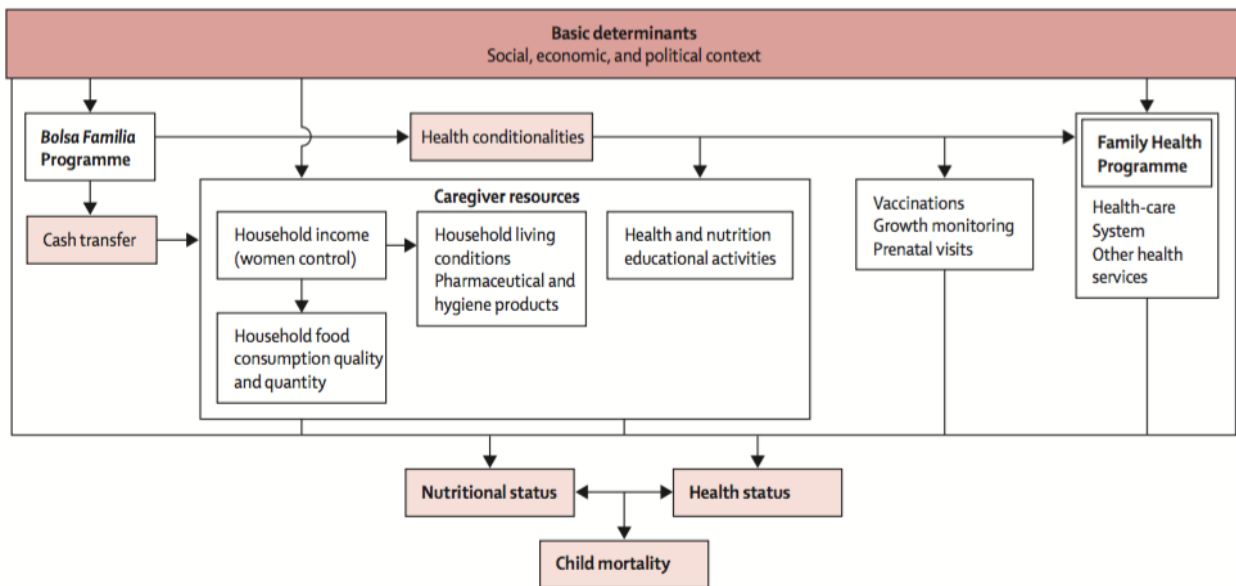 Basic determinants
Social, economic, and political context
Bolsa Familia
Programme
Health conditionalities
Family Health
Programme
Health-care
System
Other health
services
Cash transfer
Caregiver resources
Household income
(women control)
Household living
conditions
Pharmaceutical and
hygiene products
Health and nutrition
educational activities
Vaccinations
Growth monitoring
Prenatal visits
Household food
consumption quality
and quantity
Nutritional status
Health status
Child mortality